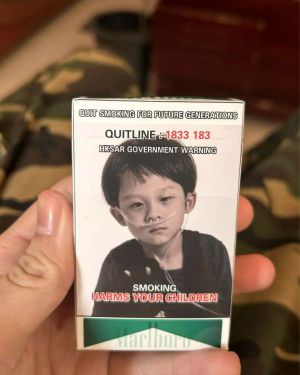 QUIT SMOKING FOR FUTURE GENERATIONS
QUITLINE : 1833 183
HKSAR GOVERNMENT WARNING
SMOKING
HARMS YOUR CHILDREN
Marlboro